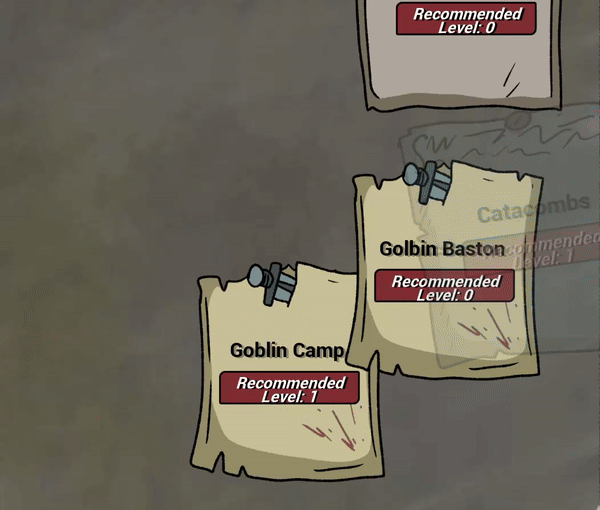 Recommended
Level: 0
Catacombs
Recommended
Level: 1
Golbin Baston
Recommended
Level: 0
Goblin Camp
Recommended
Level: 1